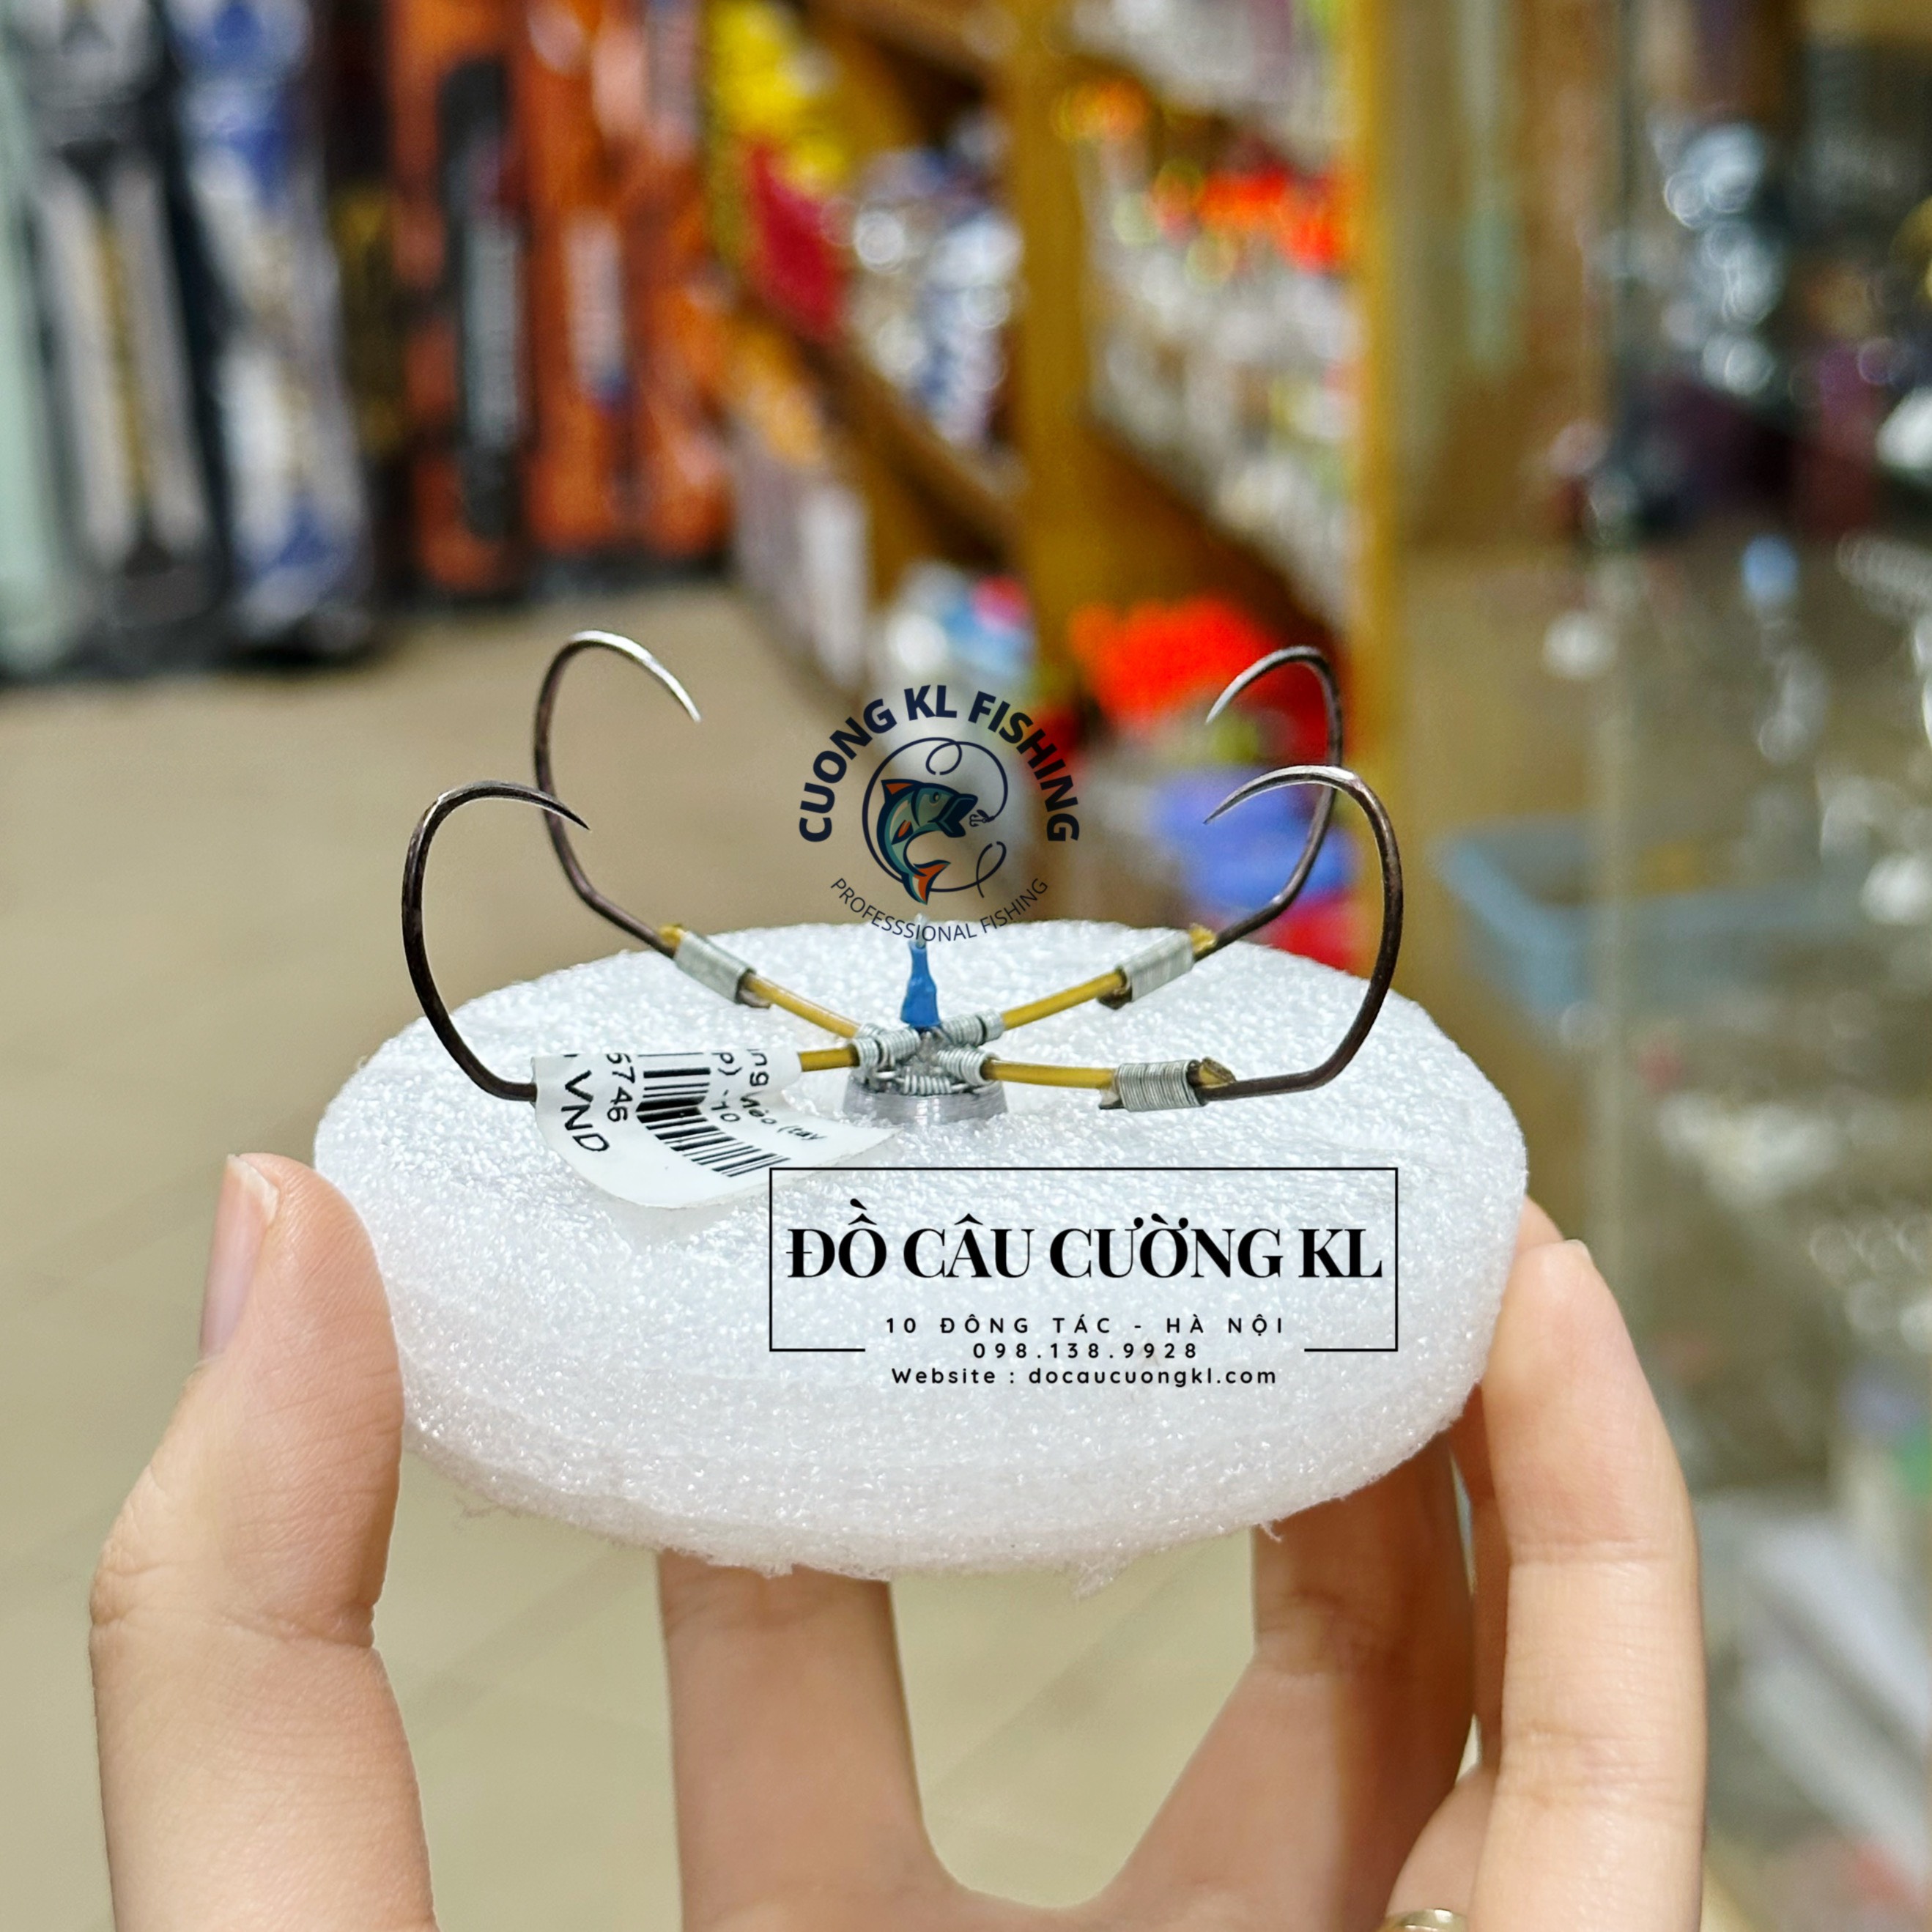 CUONG KL FISHING
PROFESSSIONAL FISHING
5746
VND
ĐỒ CÂU CƯỜNG KL
10 ĐÔNG TÁC - HÀ NỘI
098.138.9928
Website : docaucuongkl.com